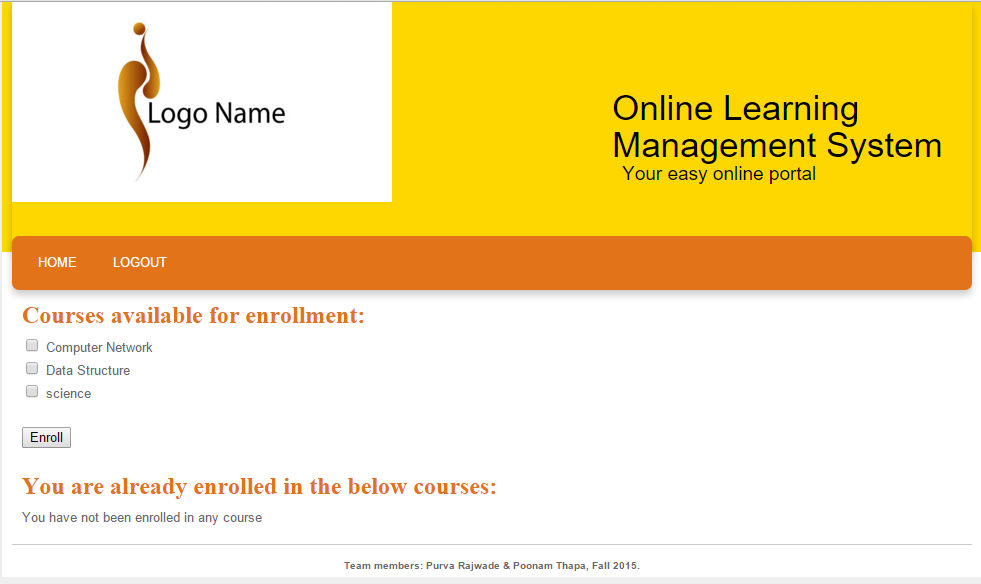 Logo Name
Online Learning
Management System
Your easy online portal
HOME LOGOUT
Courses available for enrollment:
Computer Network
Data Structure
science
Enroll
You are already enrolled in the below courses:
You have not been enrolled in any course
Team members: Purva Rajwade & Poonam Thapa, Fall 2015.